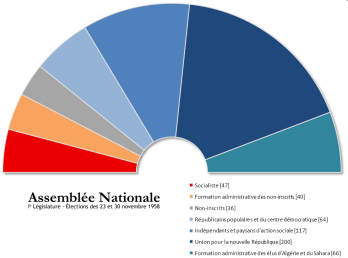 Assemblée Nationale
Iᵉ Législature - Élections des 23 et 30 novembre 1958
Socialiste [47]
Formation administrative des non-inscrits [40]
Non-inscrits [36]
Républicains populaires et du centre démocratique [64]
Indépendants et paysans d'action sociale [117]
Union pour la nouvelle République [200]
Formation administrative des élus d'Algérie et du Sahara [66]